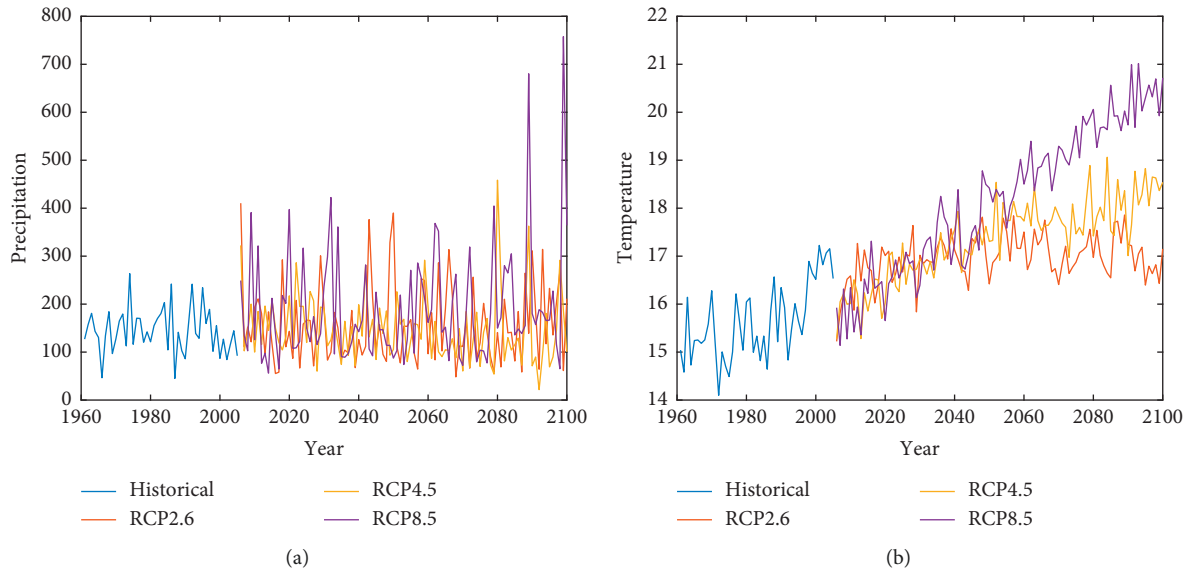 800
700
600
500
400
300
200
100
0
Precipitation
1960 1980 2000 2020 2040 2060 2080 2100
Year
Historical
RCP2.6
RCP4.5
RCP8.5
(a)
22
21
20
19
18
17
16
15
14
Temperature
1960 1980 2000 2020 2040 2060 2080 2100
Year
Historical
RCP2.6
RCP4.5
RCP8.5
(b)